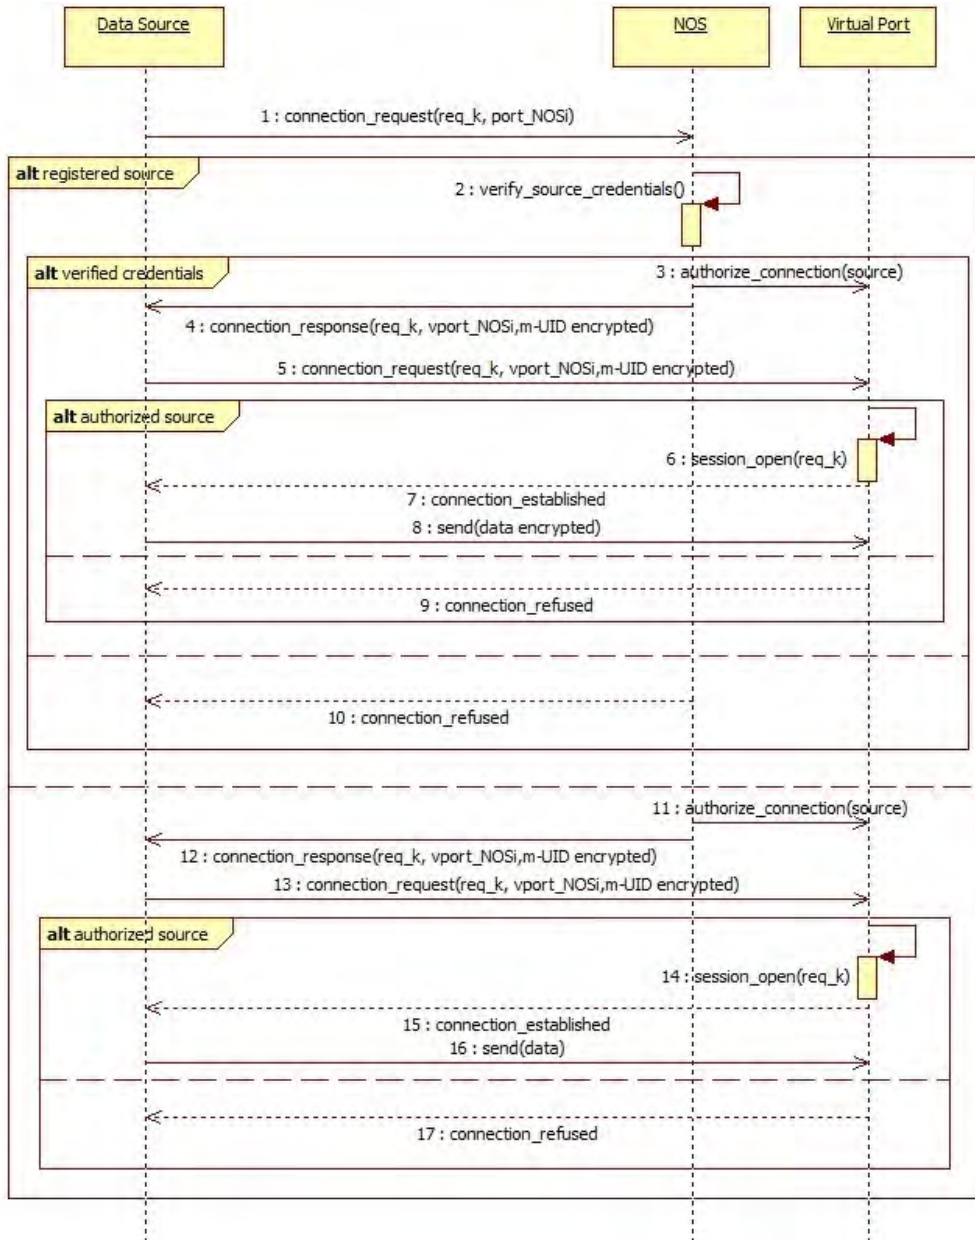 Data Source
NOS
Virtual Port
1 : connection_request(req_k, port_NOSi)
alt registered source
2 : verify_source_credentials()
alt verified credentials
3 : authorize_connection(source)
4 : connection_response(req_k, vport_NOSi,m-UID encrypted)
5 : connection_request(req_k, vport_NOSi,m-UID encrypted)
alt authorized source
6 : session_open(req_k)
7 : connection_established
8 : send(data encrypted)
9 : connection_refused
10 : connection_refused
11 : authorize_connection(source)
12 : connection_response(req_k, vport_NOSi,m-UID encrypted)
13 : connection_request(req_k, vport_NOSi,m-UID encrypted)
alt authorized source
14 : session_open(req_k)
15 : connection_established
16 : send(data)
17 : connection_refused